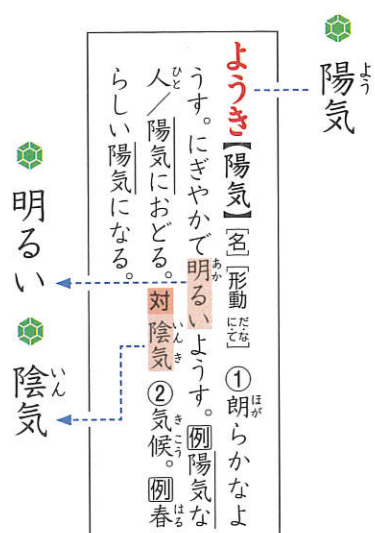 陽気
ようき【陽気】[名][形動 だな にで]①朗らかなよ
うす。にぎやかで明るいようす。例陽気な
人／陽気におどる。対陰気 ②気候。例春
らしい陽気になる。
明るい
陰気